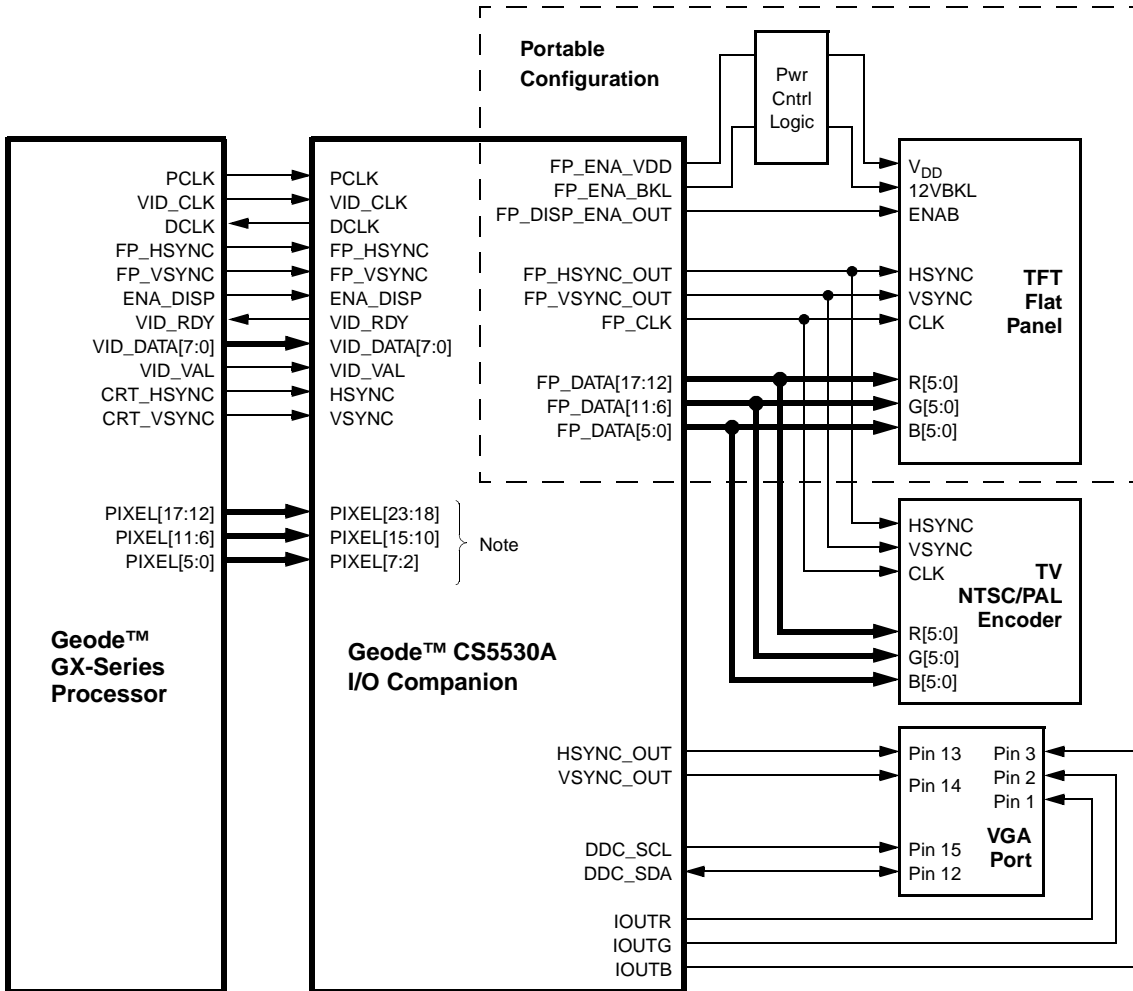 Portable
Configuration
Pwr
Cntrl
Logic
PCLK
VID_CLK
DCLK
FP_HSYNC
FP_VSYNC
ENA_DISP
VID_RDY
VID_DATA[7:0]
VID_VAL
CRT_HSYNC
CRT_VSYNC
PIXEL[17:12]
PIXEL[11:6]
PIXEL[5:0]
Geode™
GX-Series
Processor
PCLK
VID_CLK
DCLK
FP_HSYNC
FP_VSYNC
ENA_DISP
VID_RDY
VID_DATA[7:0]
VID_VAL
HSYNC
VSYNC
PIXEL[23:18]
PIXEL[15:10]
PIXEL[7:2]
Note
Geode™ CS5530A
I/O Companion
FP_ENA_VDD
FP_ENA_BKL
FP_DISP_ENA_OUT
FP_HSYNC_OUT
FP_VSYNC_OUT
FP_CLK
FP_DATA[17:12]
FP_DATA[11:6]
FP_DATA[5:0]
HSYNC_OUT
VSYNC_OUT
DDC_SCL
DDC_SDA
IOUTR
IOUTG
IOUTB
VDD
12VBKL
ENAB
HSYNC
VSYNC
CLK
TFT
Flat
Panel
R[5:0]
G[5:0]
B[5:0]
HSYNC
VSYNC
CLK
TV
NTSC/PAL
Encoder
R[5:0]
G[5:0]
B[5:0]
Pin 13
Pin 14
Pin 15
Pin 12
Pin 3
Pin 2
Pin 1
VGA
Port